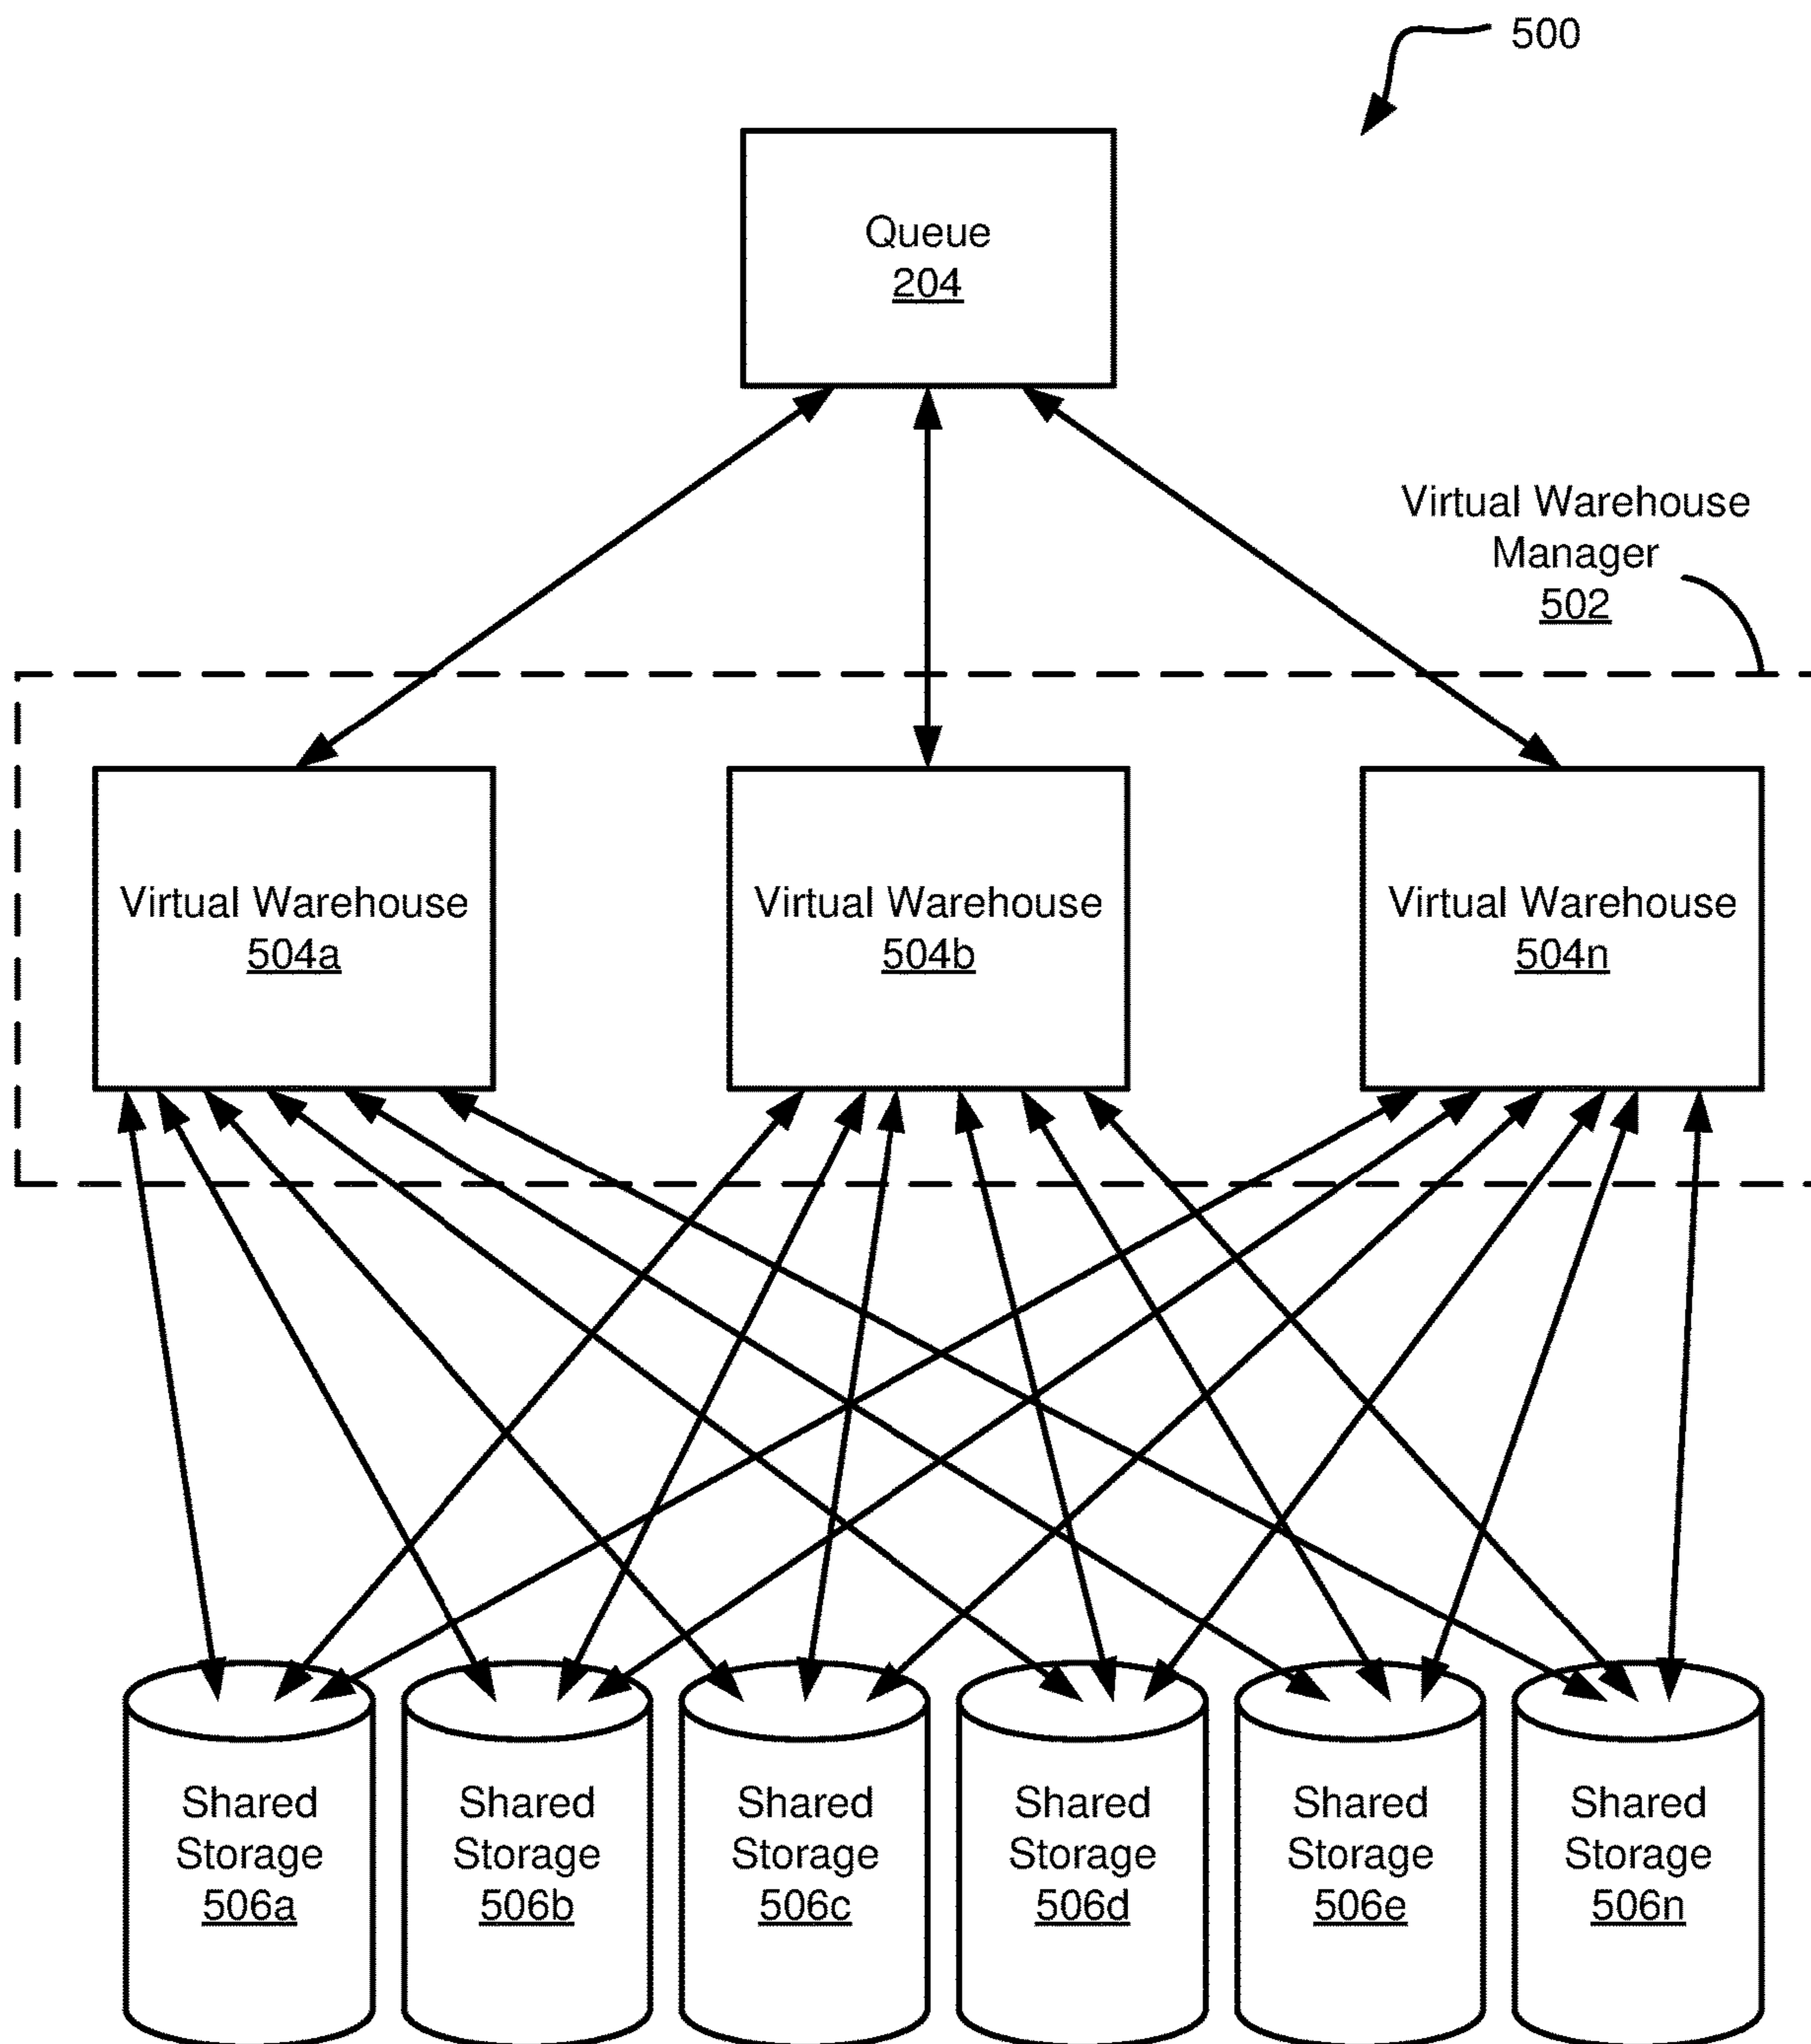 500
Queue
204
Virtual Warehouse
Manager
502
Virtual Warehouse
504a
Virtual Warehouse
504b
Virtual Warehouse
504n
Shared
Storage
506a
Shared
Storage
506b
Shared
Storage
506c
Shared
Storage
506d
Shared
Storage
506e
Shared
Storage
506n